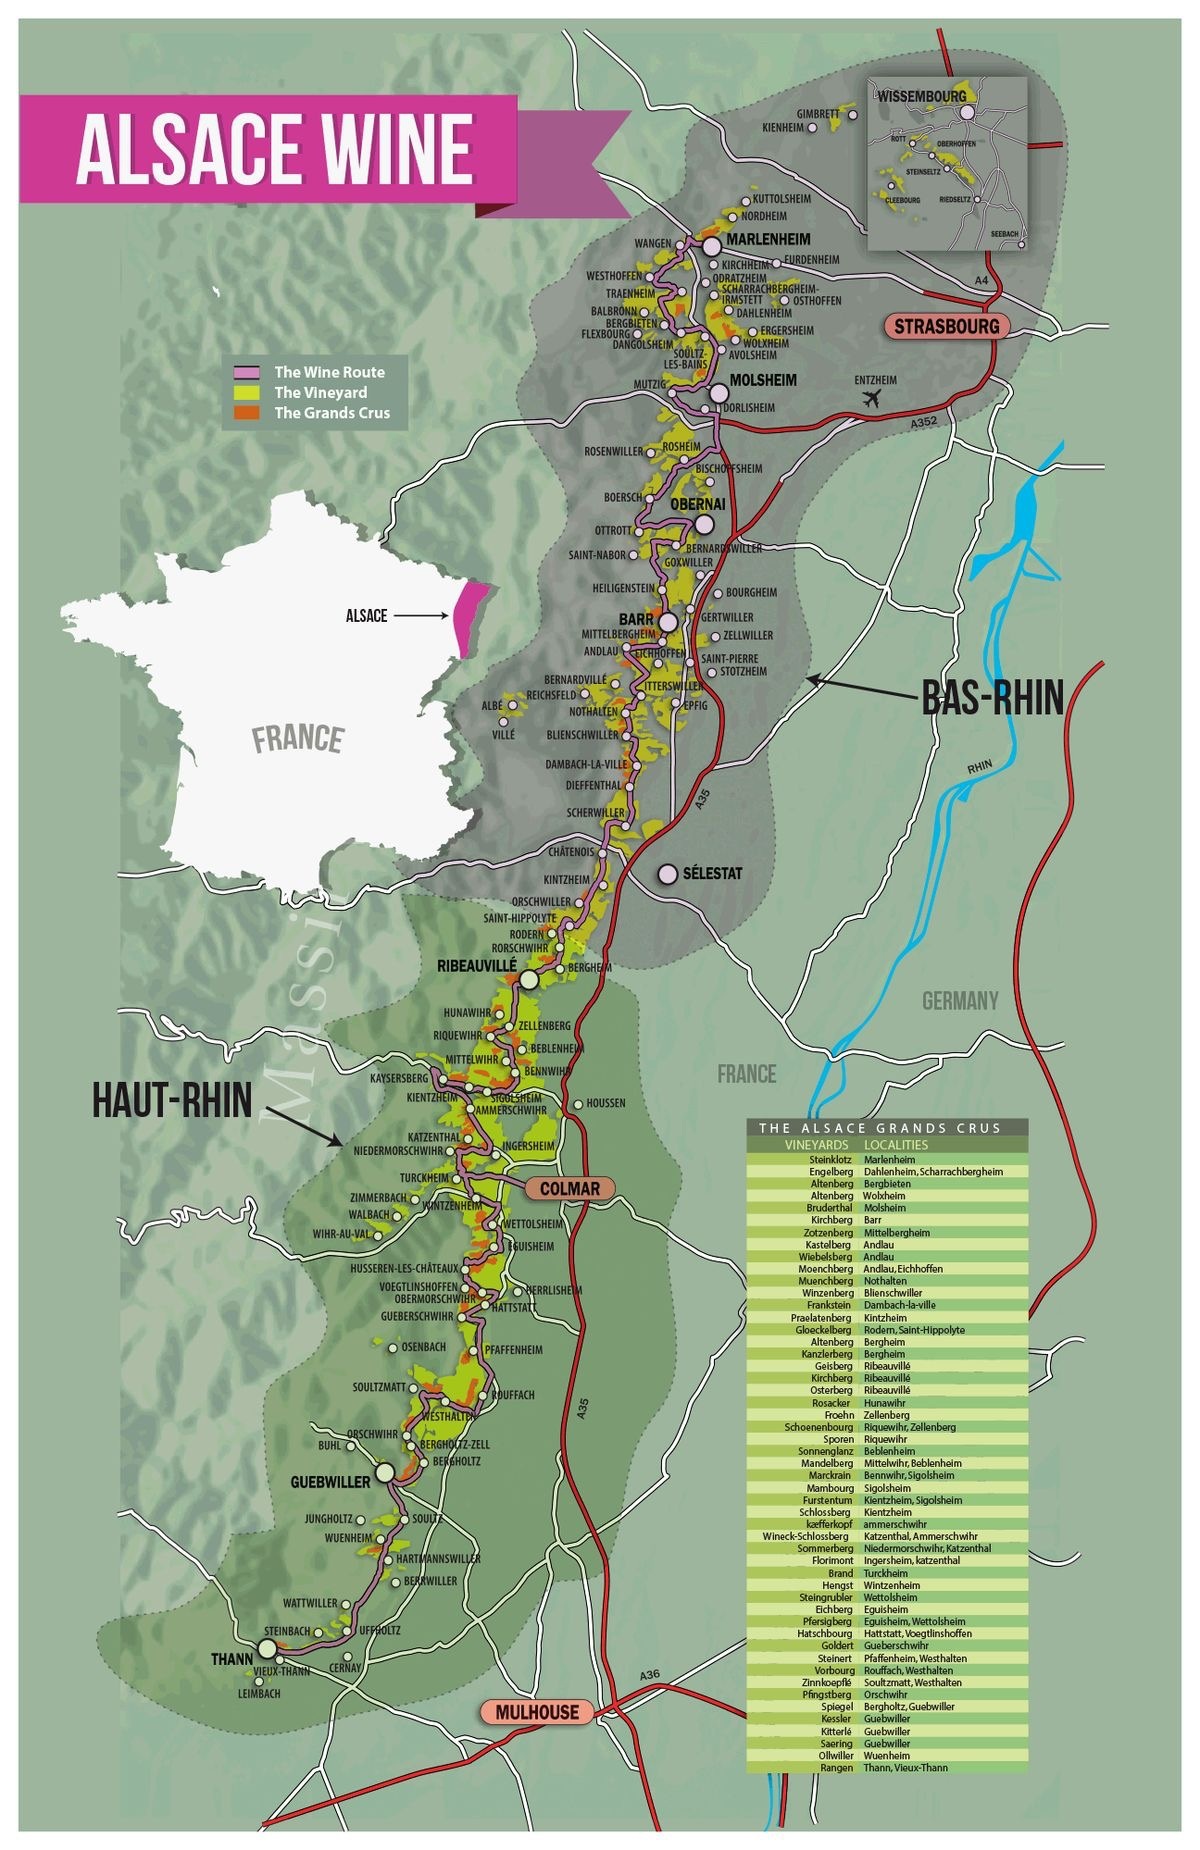 ALSACE WINE
The Wine Route
The Vineyard
The Grands Crus
ALSACE
FRANCE
Massi
WISSEMBOURG
ROTT
OBERHOFFEN
STEINSELTZ
CLEEBOURG
RIEDSELTZ
SEEBACH
GIMBRETT
KIENHEIM
KUTTOLSHEIM
NORDHEIM
WANGEN
MARLENHEIM
KIRCHHEIM
FURDENHEIM
WESTHOFFEN
ODRATZHEIM
TRAENHEIM
SCHARRACHBERGHEIM-
IRMSTETT
OSTHOFFEN
BALBRONN
DAHLENHEIM
BERGBIETEN
FLEXBOURG
ERGERSHEIM
DANGOLSHEIM
WOLXHEIM
SOULTZ-
LES-BAINS
AVOLSHEIM
A4
STRASBOURG
MUTZIG
MOLSHEIM
ENTZHEIM
DORLISHEIM
A352
ROSENWILLER
ROSHEIM
BISCHOFFSHEIM
BOERSCH
OBERNAI
OTTROTT
BERNARDSWILLER
SAINT-NABOR
GOXWILLER
HEILIGENSTEIN
BOURGHEIM
BARR
GERTWILLER
MITTELBERGHEIM
ZELLWILLER
ANDLAU
EICHHOFFEN
SAINT-PIERRE
STOTZHEIM
BERNARDVILLÉ
ITTERSWILLER
REICHSFELD
ALBÉ
NOTHALTEN
EPFIG
VILLÉ
BLIENSCHWILLER
BAS-RHIN
DAMBACH-LA-VILLE
RHIN
DIEFFENTHAL
A35
SCHERWILLER
CHÂTENOIS
SÉLESTAT
KINTZHEIM
ORSCHWILLER
SAINT-HIPPOLYTE
RODERN
RORSCHWIHR
RIBEAUVILLÉ
BERGHEIM
GERMANY
HUNAWIHR
ZELLENBERG
RIQUEWIHR
BEBLENHEIM
MITTELWIHR
BENNWIHR
FRANCE
KAYSERSBERG
HAUT-RHIN
KIENTZHEIM
SIGOLSHEIM
HOUSSEN
AMMERSCHWIHR
KATZENTHAL
INGERSHEIM
NIEDERMORSCHWIHR
TURCKHEIM
COLMAR
ZIMMERBACH
WINTZENHEIM
WALBACH
WETTOLSHEIM
WIHR-AU-VAL
EGUISHEIM
HUSSEREN-LES-CHÂTEAUX
VOEGTLINSHOFFEN
HERRLISHEIM
OBERMORSCHWIHR
HATTSTATT
GUEBERSCHWIHR
OSENBACH
PFAFFENHEIM
SOULTZMATT
ROUFFACH
A35
WESTHALTEN
ORSCHWIHR
BUHL
BERGHOLTZ-ZELL
BERGHOLTZ
GUEBWILLER
JUNGHOLTZ
SOULTZ
WUENHEIM
HARTMANNSWILLER
BERRWILLER
WATTWILLER
STEINBACH
UFFHOLTZ
THANN
VIEUX-THANN
CERNAY
LEIMBACH
A36
MULHOUSE
THE ALSACE GRANDS CRUS
VINEYARDS LOCALITIES
Steinklotz Marlenheim
Engelberg Dahlenheim, Scharrachbergheim
Altenberg Bergbieten
Altenberg Wolxheim
Bruderthal Molsheim
Kirchberg Barr
Zotzenberg Mittelbergheim
Kastelberg Andlau
Wiebelsberg Andlau
Moenchberg Andlau, Eichhoffen
Muenchberg Nothalten
Winzenberg Blienschwiller
Frankstein Dambach-la-ville
Praelatenberg Kintzheim
Gloeckelberg Rodern, Saint-Hippolyte
Altenberg Bergheim
Kanzlerberg Bergheim
Geisberg Ribeauvillé
Kirchberg Ribeauvillé
Osterberg Ribeauvillé
Rosacker Hunawihr
Froehn Zellenberg
Schoenenbourg Riquewihr, Zellenberg
Sporen Riquewihr
Sonnenglanz Beblenheim
Mandelberg Mittelwihr, Beblenheim
Marckrain Bennwihr, Sigolsheim
Mambourg Sigolsheim
Furstentum Kientzheim, Sigolsheim
Schlossberg Kientzheim
kæfferkopf ammerschwihr
Wineck-Schlossberg Katzenthal, Ammerschwihr
Sommerberg Niedermorschwihr, Katzenthal
Florimont Ingersheim, katzenthal
Brand Turckheim
Hengst Wintzenheim
Steingrubler Wettolsheim
Eichberg Eguisheim
Pfersigberg Eguisheim, Wettolsheim
Hatschbourg Hattstatt, Voegtlinshoffen
Goldert Gueberschwihr
Steinert Pfaffenheim, Westhalten
Vorbourg Rouffach, Westhalten
Zinnkoepflé Soultzmatt, Westhalten
Pfingstberg Orschwihr
Spiegel Bergholtz, Guebwiller
Kessler Guebwiller
Kitterlé Guebwiller
Saering Guebwiller
Ollwiller Wuenheim
Rangen Thann, Vieux-Thann